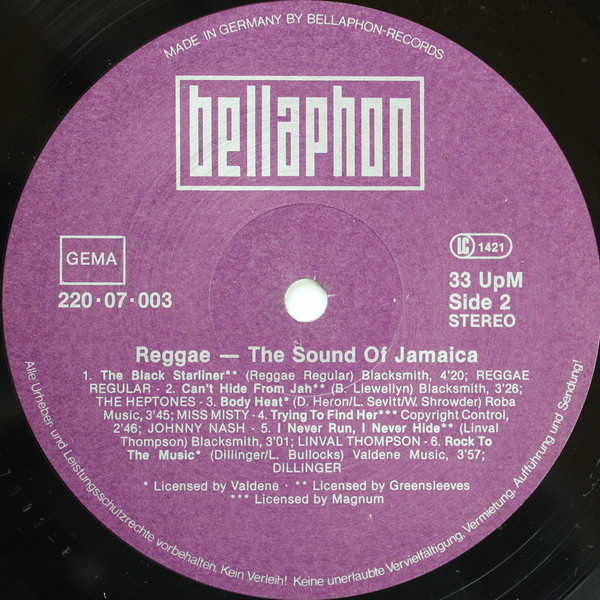 MADE IN GERMANY BY BELLAPHON-RECORDS
bellaphon
GEMA
220·07·003
LC 1421
33 UpM
Side 2
STEREO
Reggae — The Sound Of Jamaica
1. The Black Starliner** (Reggae Regular) Blacksmith, 4'20; REGGAE
REGULAR - 2. Can't Hide From Jah** (B. Llewellyn) Blacksmith, 3'26;
THE HEPTONES - 3. Body Heat* (D. Heron/L. Sevitt/W. Shrowder) Roba
Music, 3'45; MISS MISTY - 4. Trying To Find Her*** Copyright Control,
2'46; JOHNNY NASH - 5. I Never Run, I Never Hide** (Linval
Thompson) Blacksmith, 3'01; LINVAL THOMPSON - 6. Rock To
The Music* (Dillinger/L. Bullocks) Valdene Music, 3'57;
DILLINGER
* Licensed by Valdene · ** Licensed by Greensleeves
*** Licensed by Magnum
Alle Urheber- und Leistungsschutzrechte vorbehalten. Kein Verleih! Keine unerlaubte Vervielfältigung, Vermietung, Aufführung und Sendung!